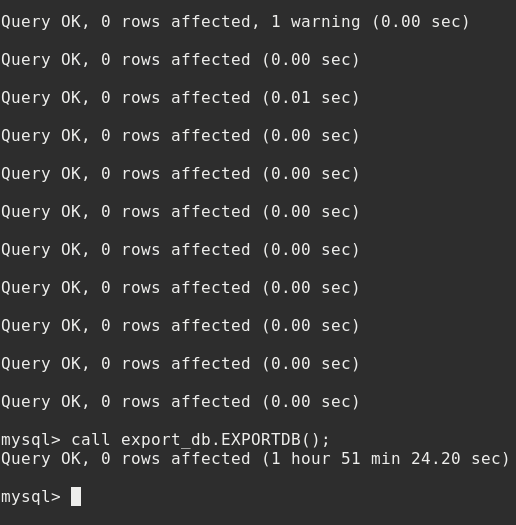 Query OK, 0 rows affected, 1 warning (0.00 sec)
Query OK, 0 rows affected (0.00 sec)
Query OK, 0 rows affected (0.01 sec)
Query OK, 0 rows affected (0.00 sec)
Query OK, 0 rows affected (0.00 sec)
Query OK, 0 rows affected (0.00 sec)
Query OK, 0 rows affected (0.00 sec)
Query OK, 0 rows affected (0.00 sec)
Query OK, 0 rows affected (0.00 sec)
Query OK, 0 rows affected (0.00 sec)
Query OK, 0 rows affected (0.00 sec)
mysql> call export_db.EXPORTDB();
Query OK, 0 rows affected (1 hour 51 min 24.20 sec)
mysql>